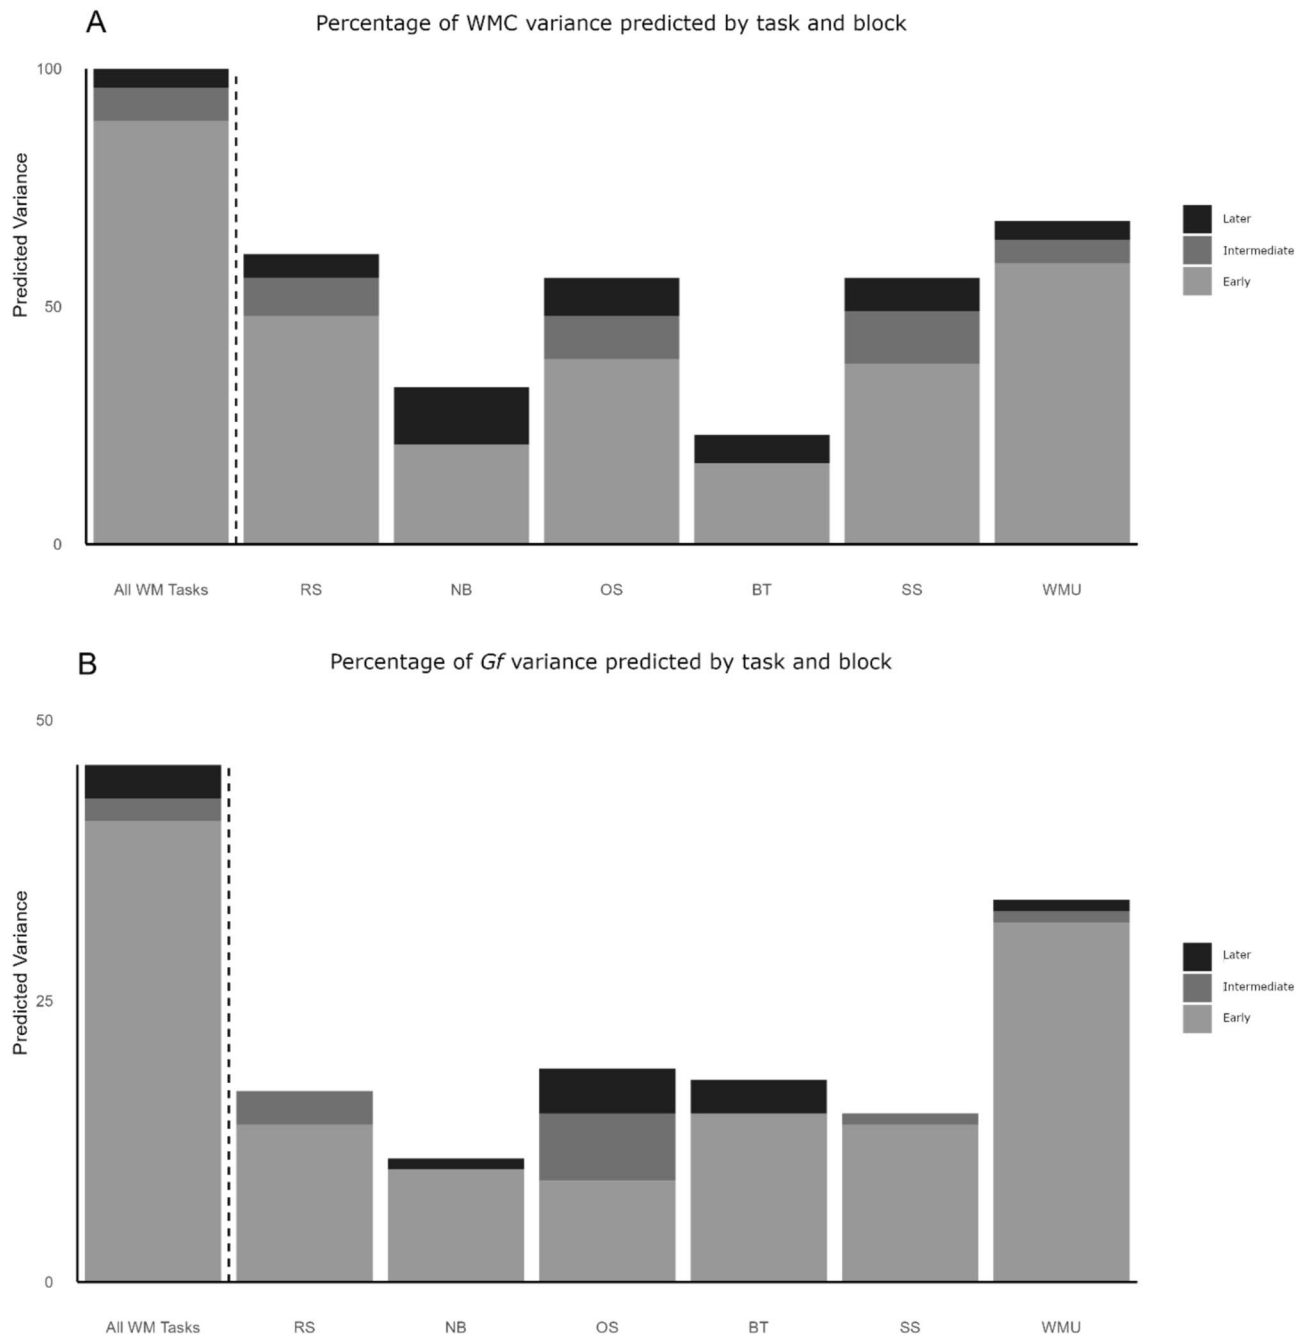 A
Percentage of WMC variance predicted by task and block
100
50
0
Predicted Variance
Later
Intermediate
Early
All WM Tasks RS NB OS BT SS WMU
B
Percentage of Gf variance predicted by task and block
50
25
0
Predicted Variance
Later
Intermediate
Early
All WM Tasks RS NB OS BT SS WMU